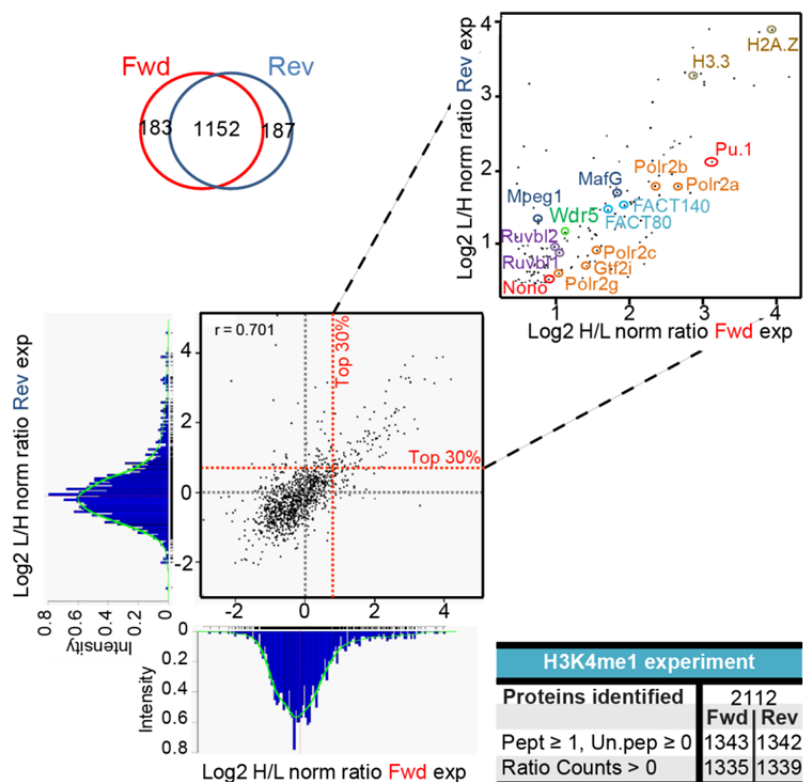 Fwd
Rev
183
1152
187
Log2 L/H norm ratio Rev exp
4
3
2
1
H2A.Z
H3.3
Pu.1
Polr2b
Polr2a
MafG
FACT140
FACT80
Mpeg1
Wdr5
Ruvbl2
Ruvbl1
Polr2c
Gtf2i
Polr2g
Nono
1 2 3 4
Log2 H/L norm ratio Fwd exp
r = 0.701
Top 30%
Top 30%
Log2 L/H norm ratio Rev exp
4
2
0
-2
-2 0 2 4
0.8 0.6 0.4 0.2 0
Intensity
0
0.2
0.4
0.6
0.8
Intensity
Log2 H/L norm ratio Fwd exp
H3K4me1 experiment
Proteins identified 2112
Fwd Rev
Pept ≥ 1, Un.pep ≥ 0 1343 1342
Ratio Counts > 0 1335 1339